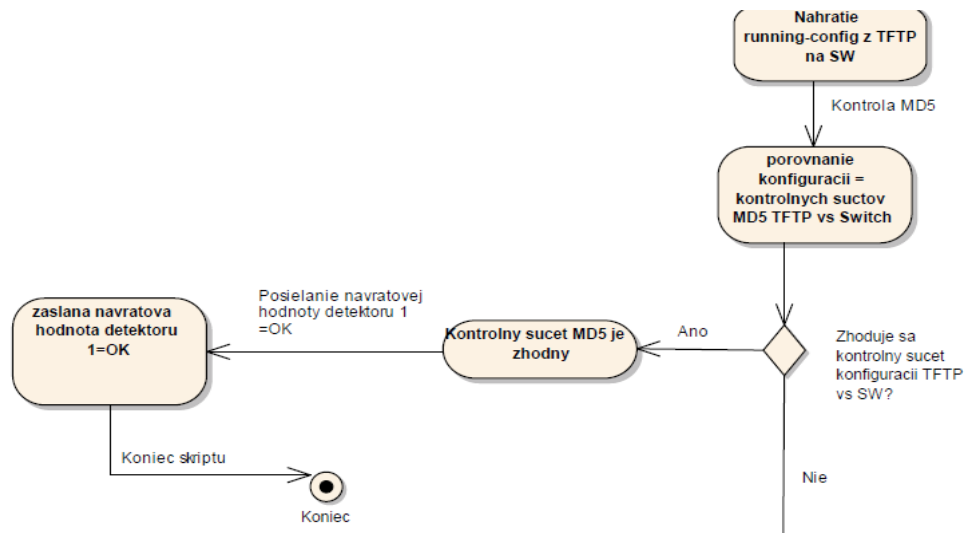 Nahratie
running-config z TFTP
na SW
Kontrola MD5
porovnanie
konfiguracii =
kontrolnych suctov
MD5 TFTP vs Switch
Posielanie navratovej
hodnoty detektoru 1
=OK
zaslana navratova
hodnota detektoru
1=OK
Kontrolny sucet MD5 je
zhodny
Ano
Zhoduje sa
kontrolny sucet
konfiguracii TFTP
vs SW?
Koniec skriptu
Koniec
Nie